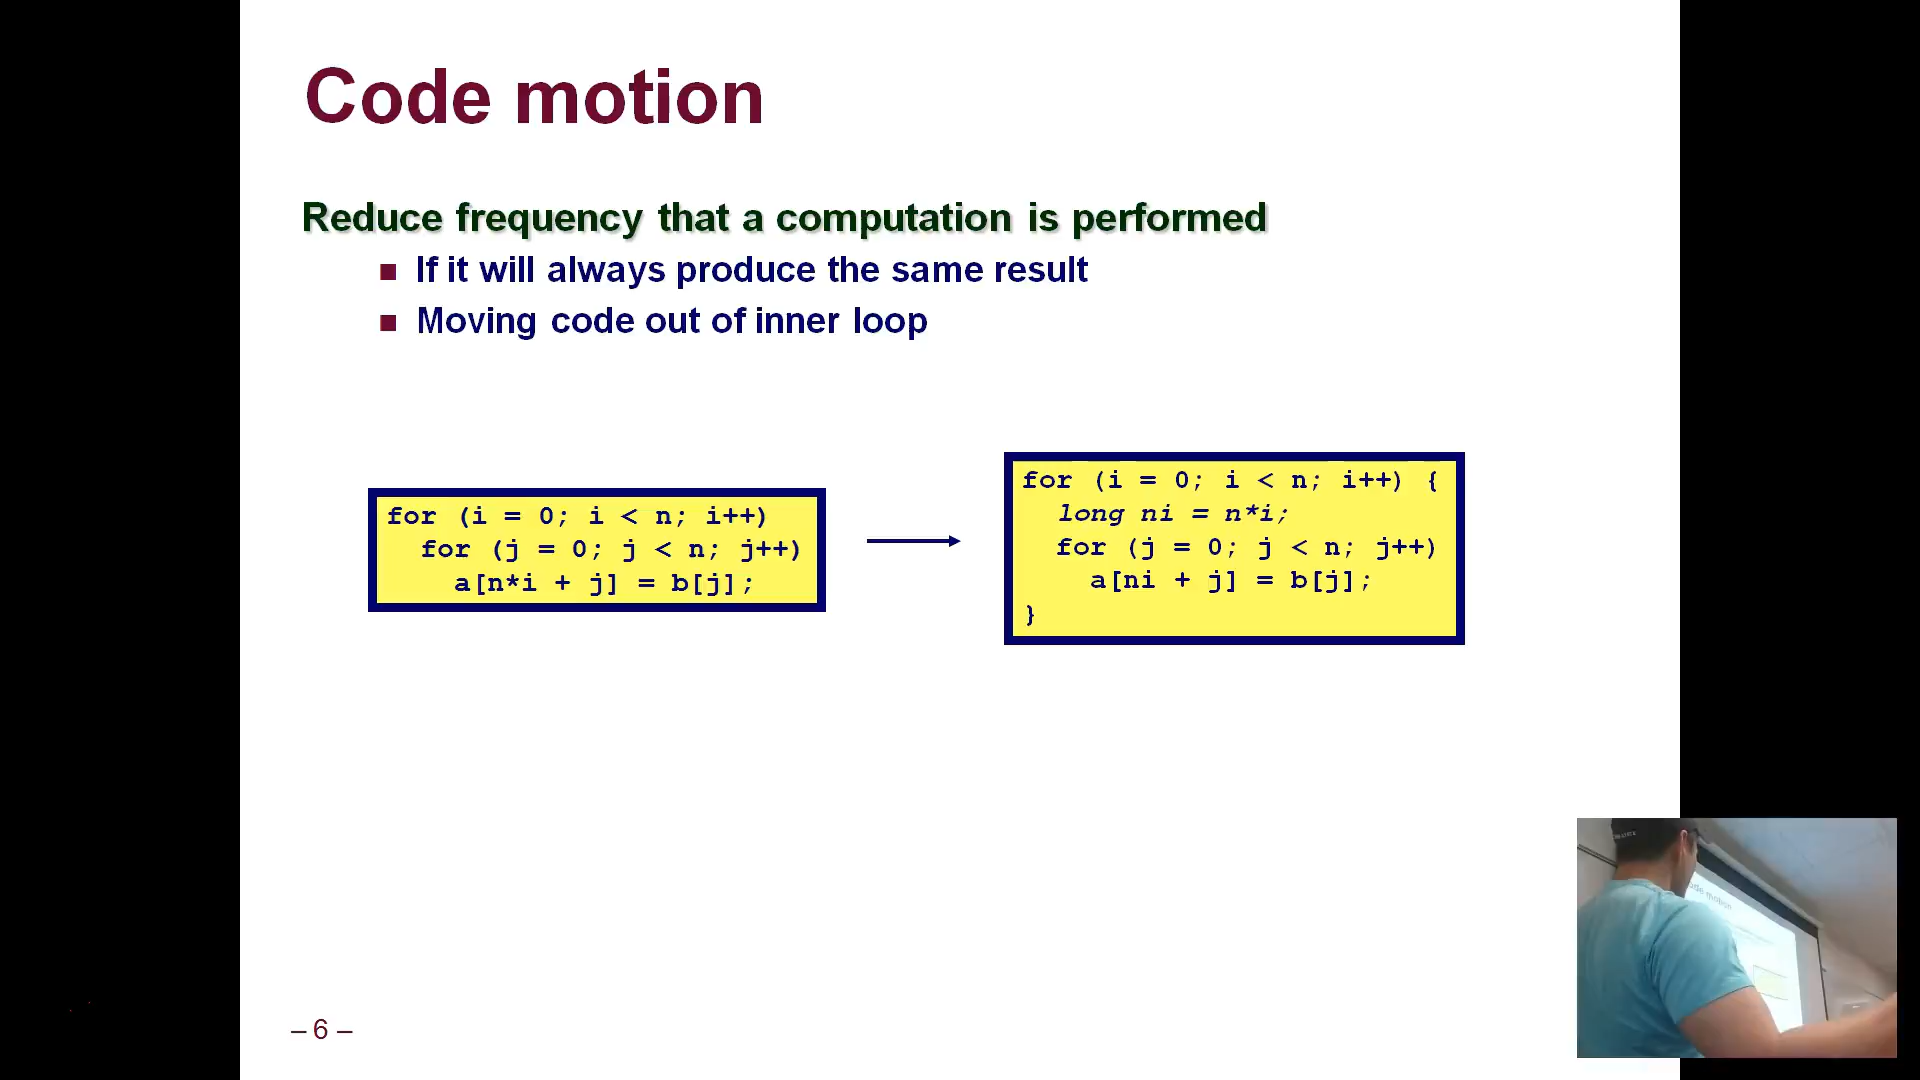 Code motion
Reduce frequency that a computation is performed
■ If it will always produce the same result
■ Moving code out of inner loop
for (i = 0; i < n; i++)
  for (j = 0; j < n; j++)
    a[n*i + j] = b[j];
for (i = 0; i < n; i++) {
  long ni = n*i;
  for (j = 0; j < n; j++)
    a[ni + j] = b[j];
}
– 6 –